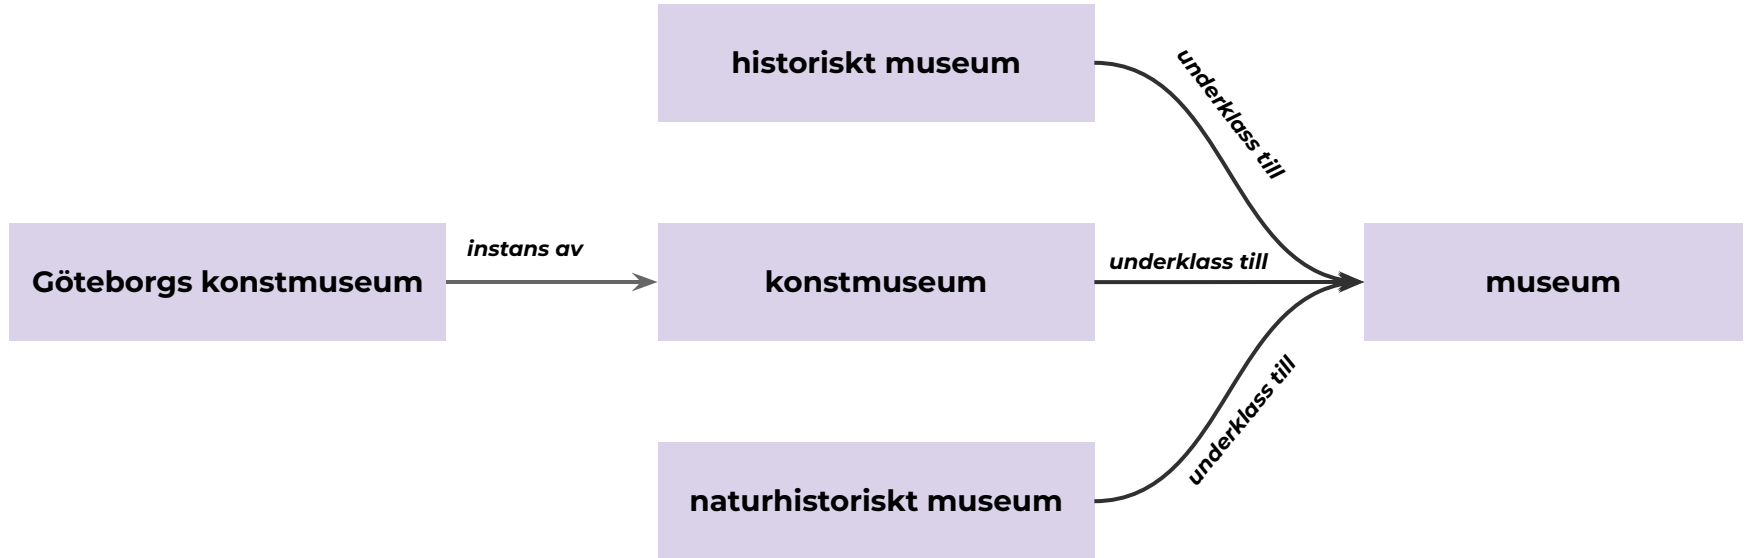 historiskt museum
underklass till
Göteborgs konstmuseum
instans av
konstmuseum
underklass till
museum
underklass till
naturhistoriskt museum